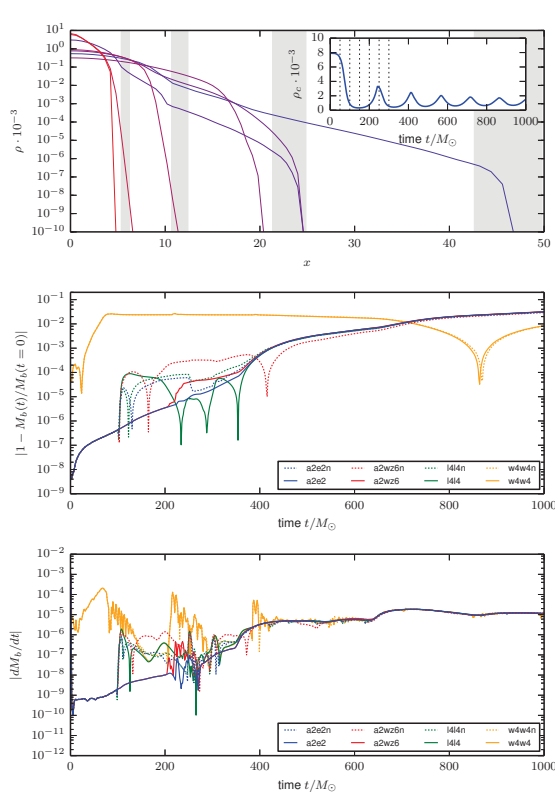 10^1
10^0
10^-1
10^-2
10^-3
10^-4
10^-5
10^-6
10^-7
10^-8
10^-9
10^-10
ρ · 10^-3
0 10 20 30 40 50
x
10
8
6
4
2
0
ρ_c · 10^-3
0 200 400 600 800 1000
time t/M_⊙
10^-1
10^-2
10^-3
10^-4
10^-5
10^-6
10^-7
10^-8
10^-9
|1 − M_b(t)/M_b(t = 0)|
a2e2n a2wz6n l4l4n w4w4n
a2e2 a2wz6 l4l4 w4w4
0 200 400 600 800 1000
time t/M_⊙
10^-2
10^-3
10^-4
10^-5
10^-6
10^-7
10^-8
10^-9
10^-10
10^-11
10^-12
|dM_b/dt|
a2e2n a2wz6n l4l4n w4w4n
a2e2 a2wz6 l4l4 w4w4
0 200 400 600 800 1000
time t/M_⊙